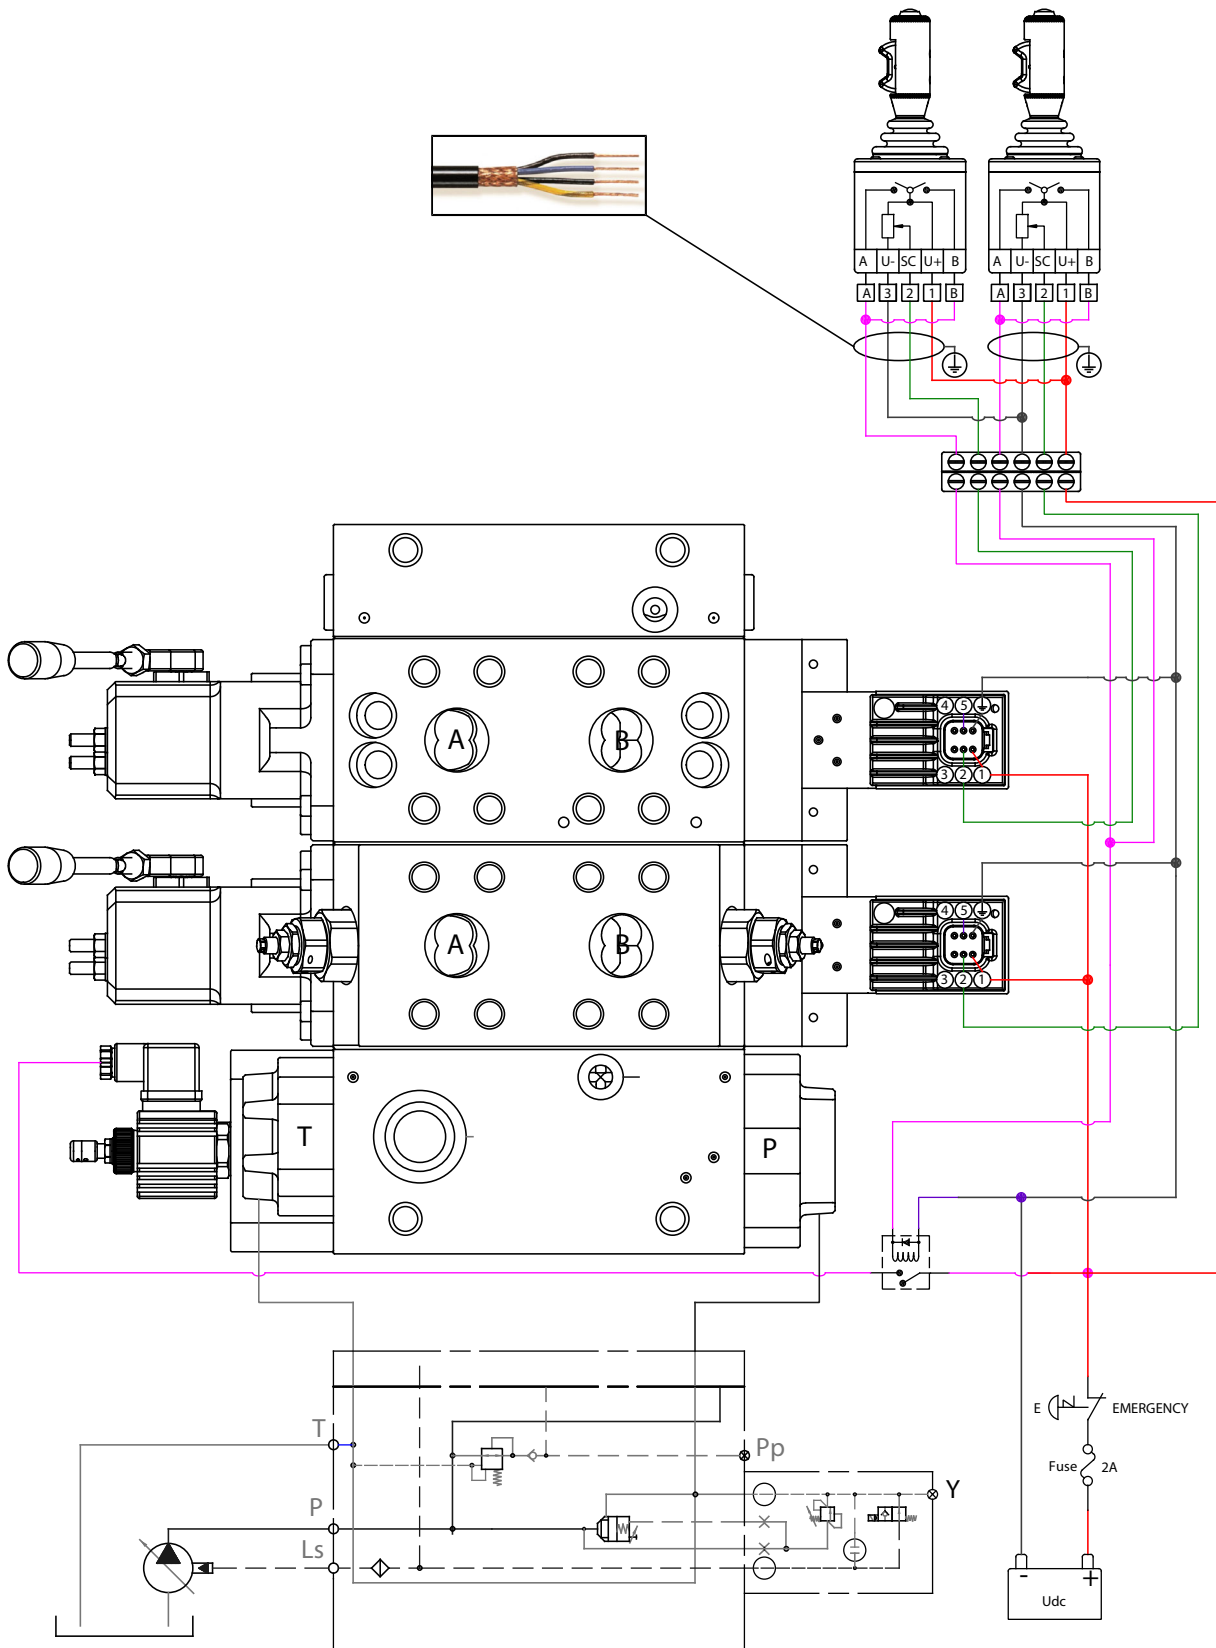 A U- SC U+ B
A U- SC U+ B
A 3 2 1 B
A 3 2 1 B
4 5
A B
3 2 1
4 5
A B
3 2 1
T
P
E EMERGENCY
T
Pp
Fuse 2A
Y
P
Ls
- +
Udc